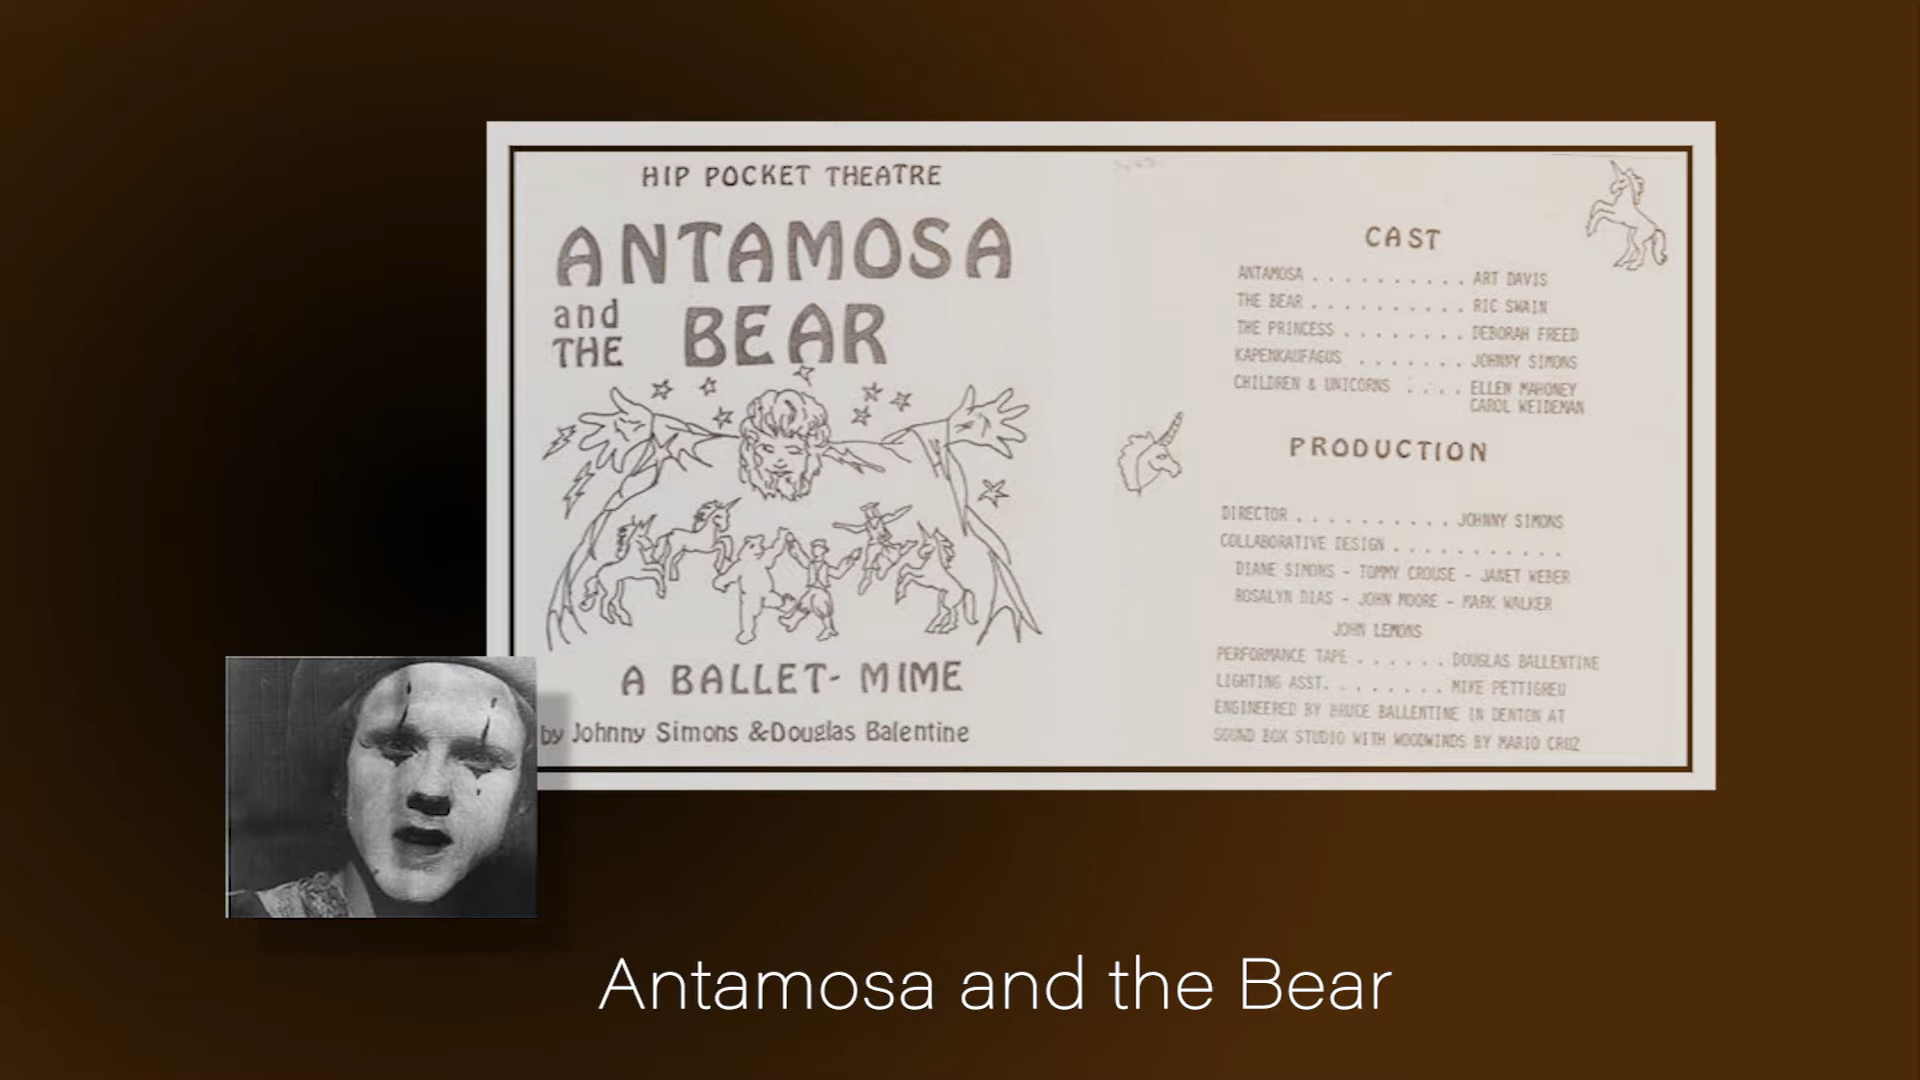 HIP POCKET THEATRE
ANTAMOSA
and THE BEAR
A BALLET- MIME
by Johnny Simons & Douglas Balentine
CAST
ANTAMOSA . . . . . . . . . . ART DAVIS
THE BEAR . . . . . . . . . . RIC SWAIN
THE PRINCESS . . . . . . . . DEBORAH FREED
KAPENKAUFAGUS . . . . . . . JOHNNY SIMONS
CHILDREN & UNICORNS . . . . ELLEN MAHONEY
CAROL WEIDEMAN
PRODUCTION
DIRECTOR . . . . . . . . . . JOHNNY SIMONS
COLLABORATIVE DESIGN . . . . . . . . . . .
DIANE SIMONS - TOMMY CROUSE - JANET WEBER
ROSALYN DIAS - JOHN MOORE - MARK WALKER
JOHN LEMONS
PERFORMANCE TAPE . . . . . . DOUGLAS BALLENTINE
LIGHTING ASST. . . . . . . . MIKE PETTIGREU
ENGINEERED BY BRUCE BALLENTINE IN DENTON AT
SOUND BOX STUDIO WITH WOODWINDS BY MARIO CRUZ
Antamosa and the Bear